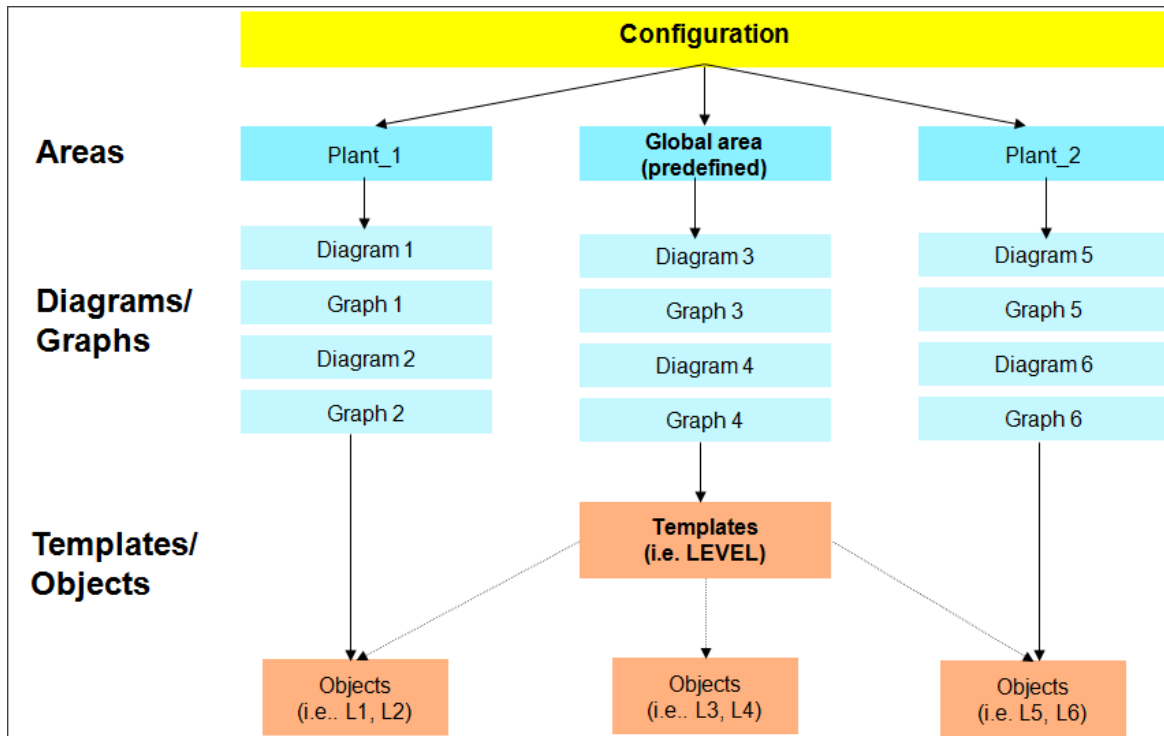 Configuration
Areas
Plant_1
Global area
(predefined)
Plant_2
Diagrams/
Graphs
Diagram 1
Graph 1
Diagram 2
Graph 2
Diagram 3
Graph 3
Diagram 4
Graph 4
Diagram 5
Graph 5
Diagram 6
Graph 6
Templates/
Objects
Templates
(i.e. LEVEL)
Objects
(i.e.. L1, L2)
Objects
(i.e.. L3, L4)
Objects
(i.e. L5, L6)